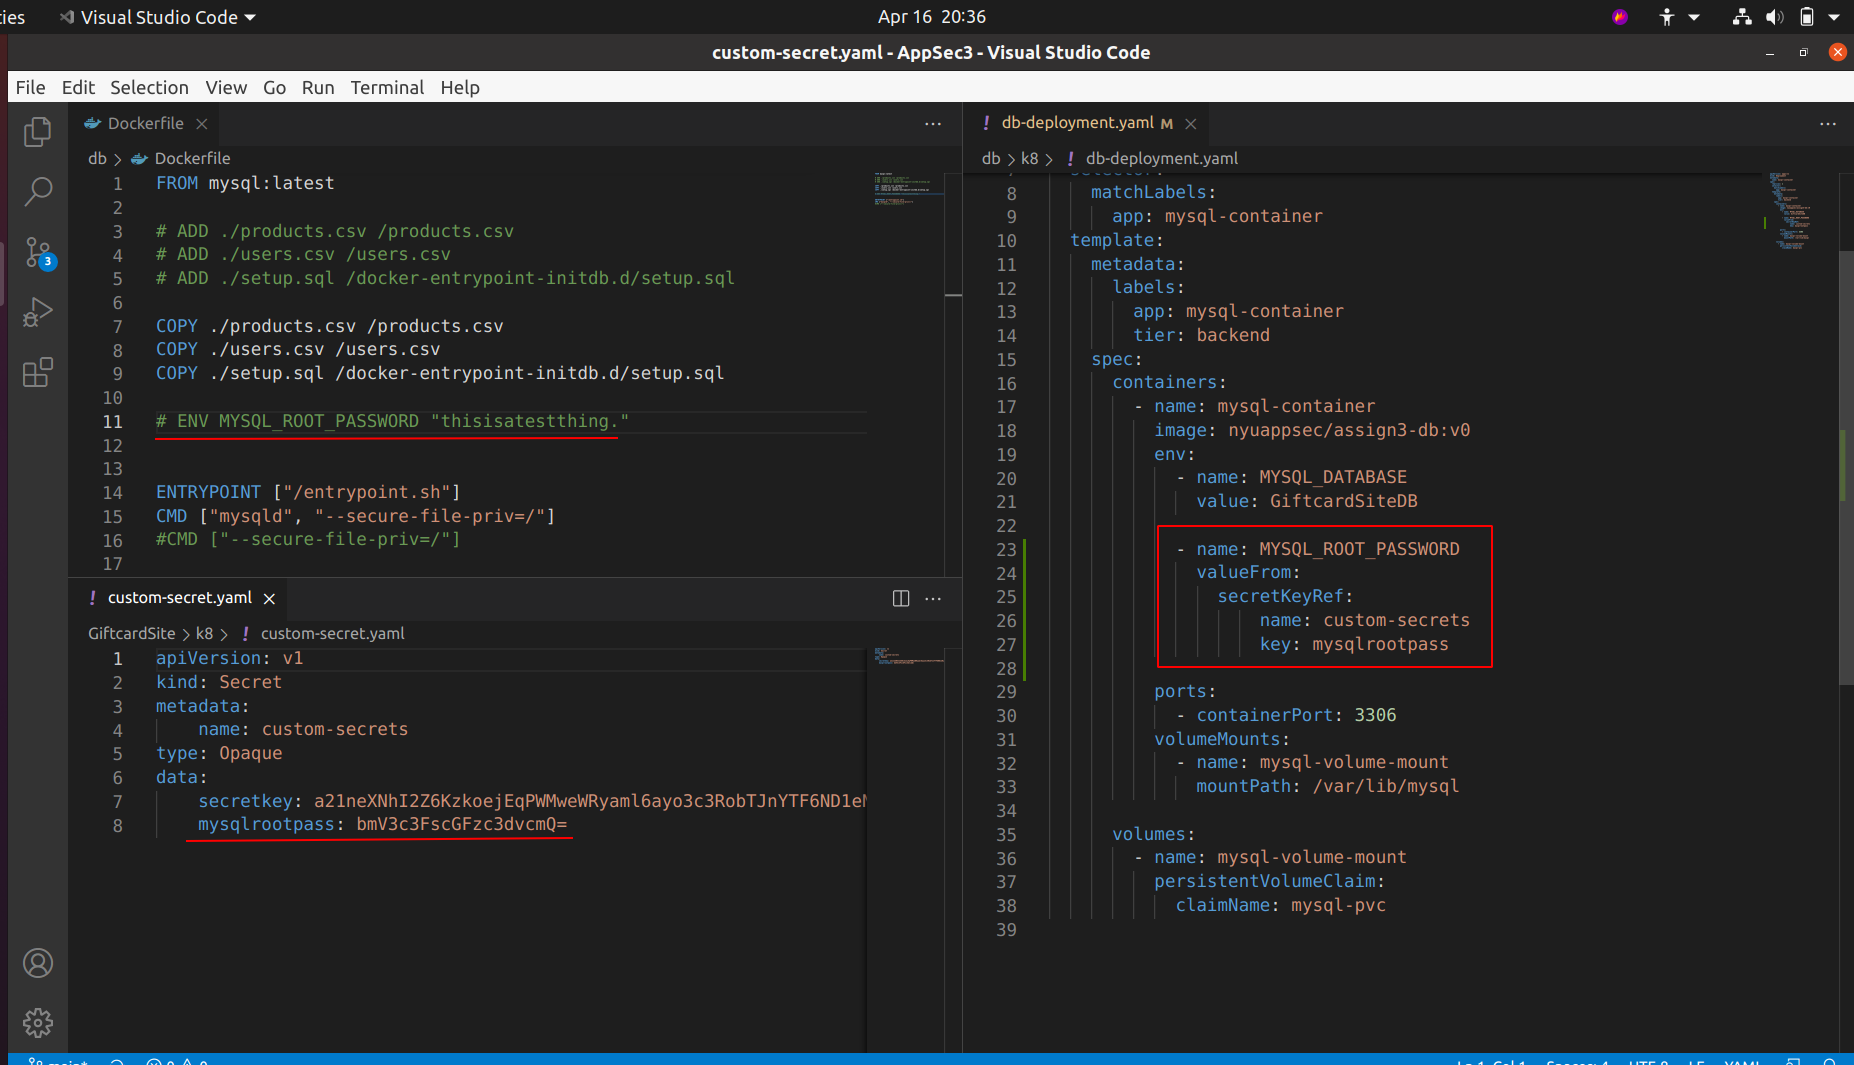 ies Visual Studio Code Apr 16 20:36
custom-secret.yaml - AppSec3 - Visual Studio Code
File Edit Selection View Go Run Terminal Help
Dockerfile
db > Dockerfile
1 FROM mysql:latest
2
3 # ADD ./products.csv /products.csv
4 # ADD ./users.csv /users.csv
5 # ADD ./setup.sql /docker-entrypoint-initdb.d/setup.sql
6
7 COPY ./products.csv /products.csv
8 COPY ./users.csv /users.csv
9 COPY ./setup.sql /docker-entrypoint-initdb.d/setup.sql
10
11 # ENV MYSQL_ROOT_PASSWORD "thisisatestthing."
12
13
14 ENTRYPOINT ["/entrypoint.sh"]
15 CMD ["mysqld", "--secure-file-priv=/"]
16 #CMD ["--secure-file-priv=/"]
17
3
custom-secret.yaml
GiftcardSite > k8 > ! custom-secret.yaml
1 apiVersion: v1
2 kind: Secret
3 metadata:
4 name: custom-secrets
5 type: Opaque
6 data:
7 secretkey: a21neXNhI2Z6KzkoejEqPWMweWRyaml6ayo3c3RobTJnYTF6ND1e
8 mysqlrootpass: bmV3c3FscGFzc3dvcmQ=
! db-deployment.yaml M
db > k8 > ! db-deployment.yaml
selector:
8 matchLabels:
9 app: mysql-container
10 template:
11 metadata:
12 labels:
13 app: mysql-container
14 tier: backend
15 spec:
16 containers:
17 - name: mysql-container
18 image: nyuappsec/assign3-db:v0
19 env:
20 - name: MYSQL_DATABASE
21 value: GiftcardSiteDB
22
23 - name: MYSQL_ROOT_PASSWORD
24 valueFrom:
25 secretKeyRef:
26 name: custom-secrets
27 key: mysqlrootpass
28
29 ports:
30 - containerPort: 3306
31 volumeMounts:
32 - name: mysql-volume-mount
33 mountPath: /var/lib/mysql
34
35 volumes:
36 - name: mysql-volume-mount
37 persistentVolumeClaim:
38 claimName: mysql-pvc
39